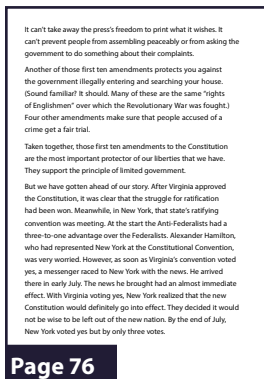 It can't take away the press's freedom to print what it wishes. It
can't prevent people from assembling peaceably or from asking the
government to do something about their complaints.
Another of those first ten amendments protects you against
the government illegally entering and searching your house.
(Sound familiar? It should. Many of these are the same “rights
of Englishmen” over which the Revolutionary War was fought.)
Four other amendments make sure that people accused of a
crime get a fair trial.
Taken together, those first ten amendments to the Constitution
are the most important protector of our liberties that we have.
They support the principle of limited government.
But we have gotten ahead of our story. After Virginia approved
the Constitution, it was clear that the struggle for ratification
had been won. Meanwhile, in New York, that state's ratifying
convention was meeting. At the start the Anti-Federalists had a
three-to-one advantage over the Federalists. Alexander Hamilton,
who had represented New York at the Constitutional Convention,
was very worried. However, as soon as Virginia's convention voted
yes, a messenger raced to New York with the news. He arrived
there in early July. The news he brought had an almost immediate
effect. With Virginia voting yes, New York realized that the new
Constitution would definitely go into effect. They decided it would
not be wise to be left out of the new nation. By the end of July,
New York voted yes but by only three votes.
Page 76